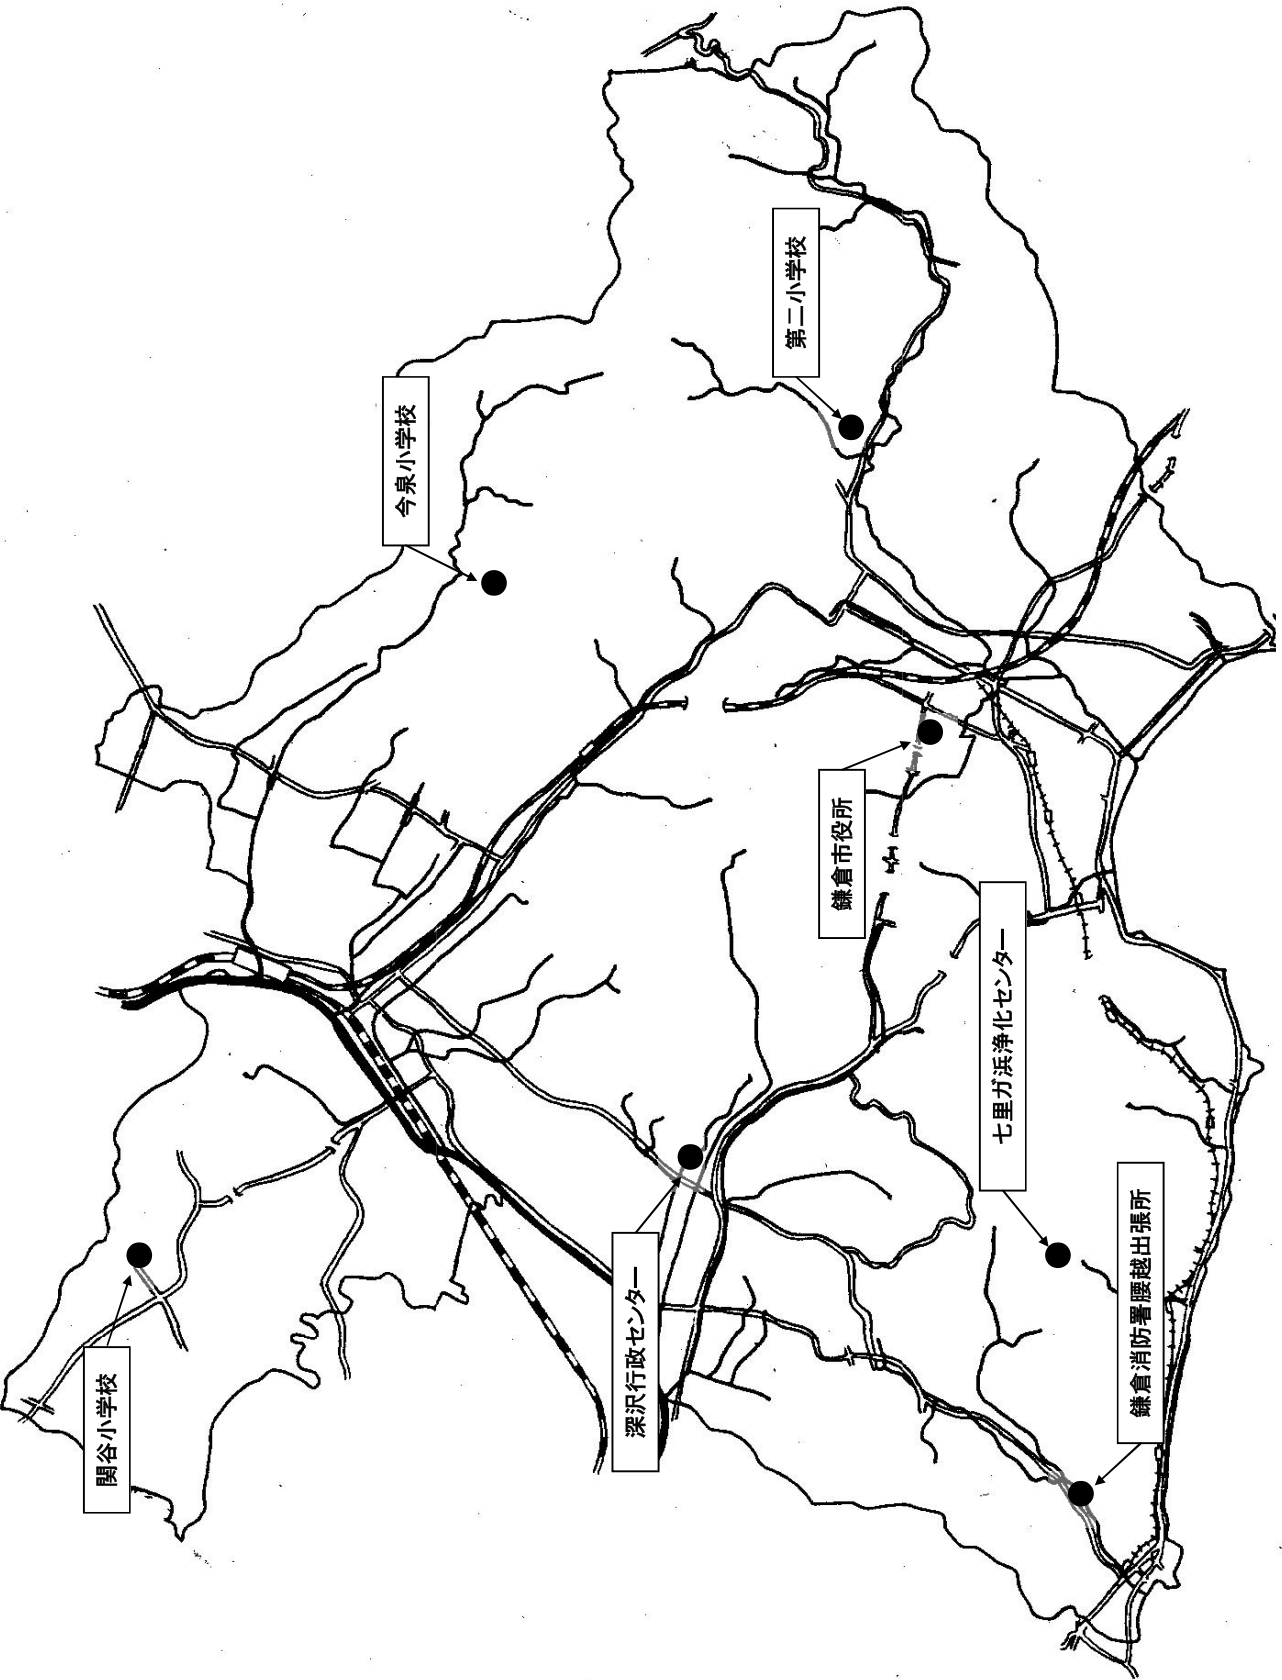 関谷小学校
今泉小学校
深沢行政センター
第二小学校
鎌倉市役所
七里ガ浜浄化センター
鎌倉消防署腰越出張所